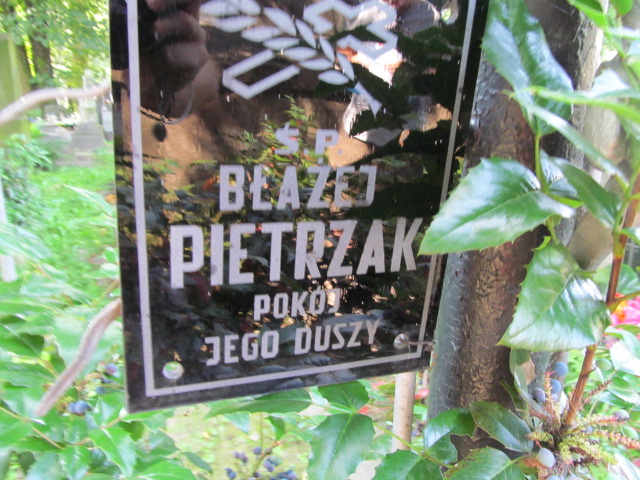 Ś.P.
BŁAŻEJ
PIETRZAK
POKÓJ
JEGO DUSZY